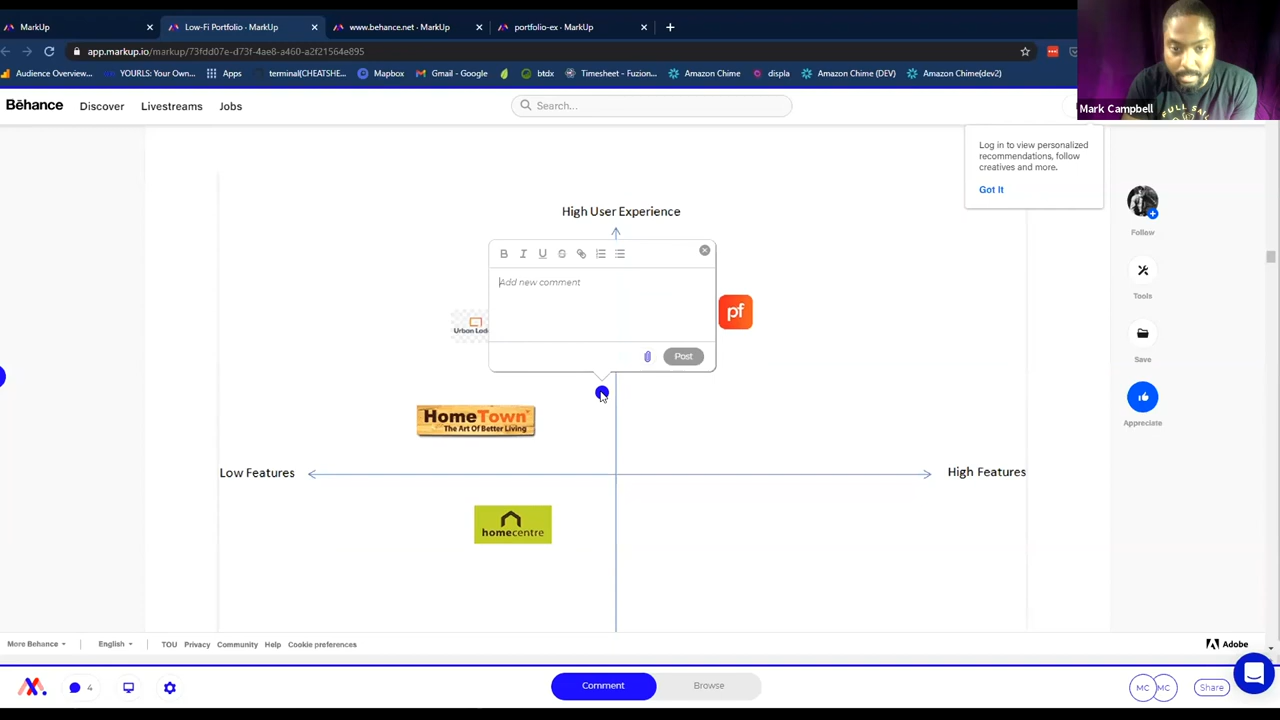 MarkUp
Low-Fi Portfolio - MarkUp
www.behance.net - MarkUp
portfolio-ex - MarkUp
app.markup.io/markup/73fdd07e-d73f-4ae8-a460-a2f21564e895
Audience Overview...
YOURLS: Your Own...
Apps
terminal(CHEATSHE...
Mapbox
Gmail - Google
btdx
Timesheet - Fuzion...
Amazon Chime
displa
Amazon Chime (DEV)
Amazon Chime(dev2)
Mark Campbell
FULL SAIL
Bēhance
Discover
Livestreams
Jobs
Search...
Log in to view personalized
recommendations, follow
creatives and more.
Got It
High User Experience
B I U S
Add new comment
Post
pf
HomeTown
The Art Of Better Living
Low Features
High Features
homecentre
Follow
Tools
Save
Appreciate
More Behance
English
TOU
Privacy
Community
Help
Cookie preferences
Adobe
4
Comment
Browse
MC
MC
Share